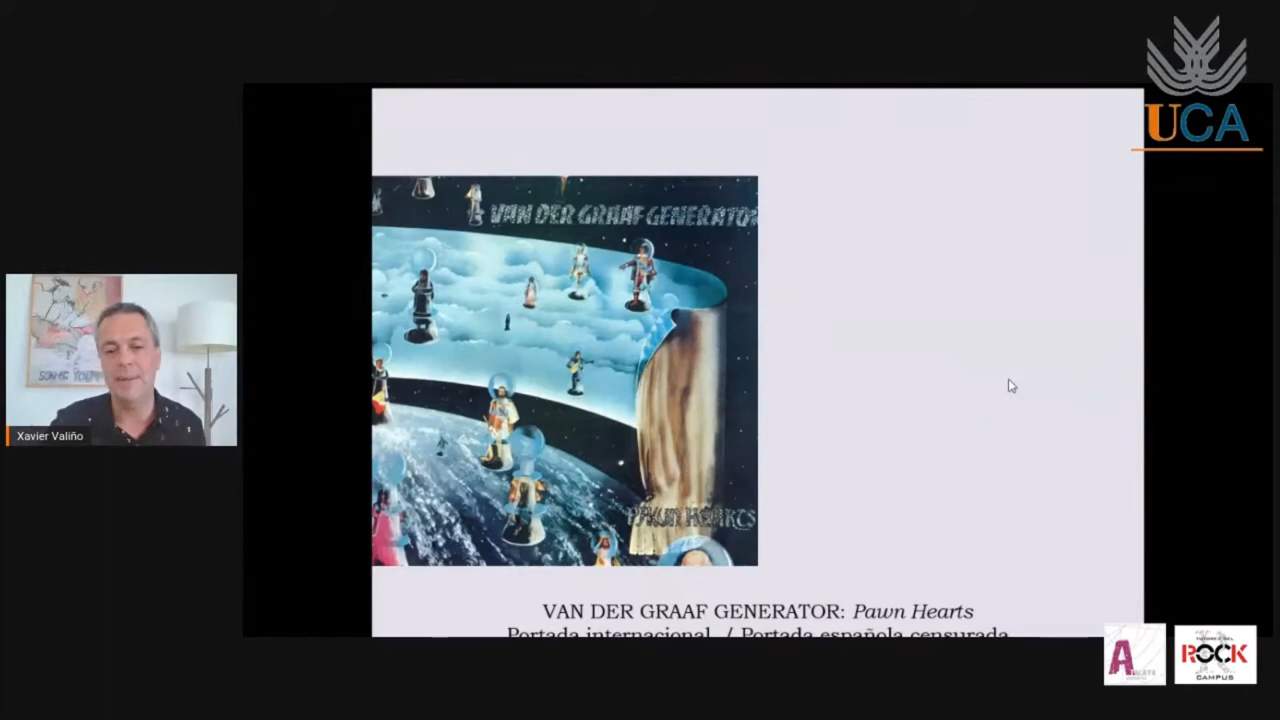 UCA
VAN DER GRAAF GENERATOR
PAWN HEARTS
Xavier Valiño
VAN DER GRAAF GENERATOR: Pawn Hearts
Portada internacional / Portada española censurada
A
ROCK
CAMPUS